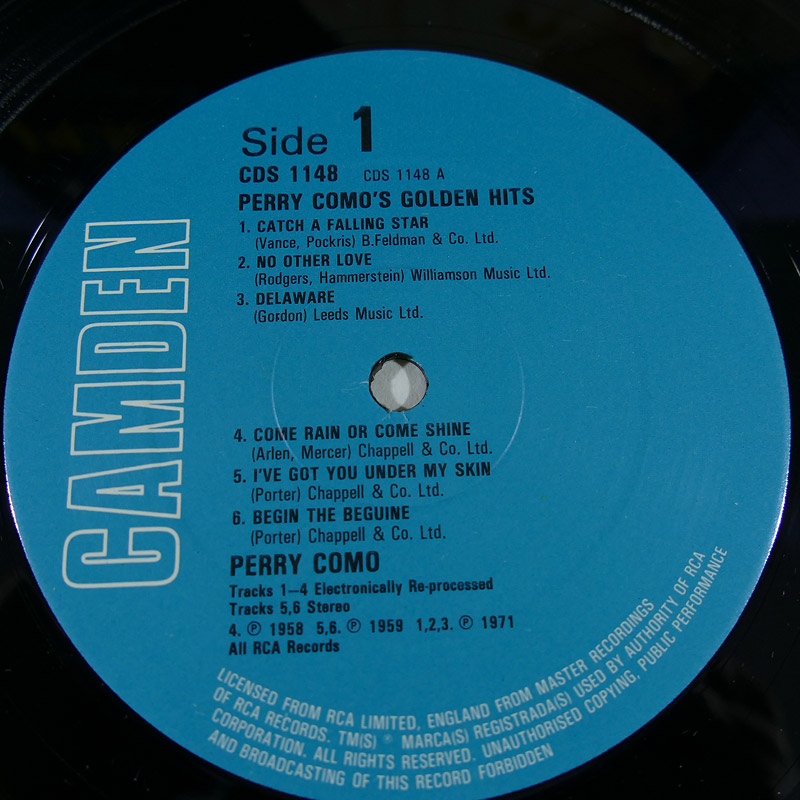 CAMDEN
Side 1
CDS 1148 CDS 1148 A
PERRY COMO'S GOLDEN HITS
1. CATCH A FALLING STAR
(Vance, Pockris) B.Feldman & Co. Ltd.
2. NO OTHER LOVE
(Rodgers, Hammerstein) Williamson Music Ltd.
3. DELAWARE
(Gordon) Leeds Music Ltd.
4. COME RAIN OR COME SHINE
(Arlen, Mercer) Chappell & Co. Ltd.
5. I'VE GOT YOU UNDER MY SKIN
(Porter) Chappell & Co. Ltd.
6. BEGIN THE BEGUINE
(Porter) Chappell & Co. Ltd.
PERRY COMO
Tracks 1–4 Electronically Re-processed
Tracks 5,6 Stereo
4. ℗ 1958 5,6. ℗ 1959 1,2,3. ℗ 1971
All RCA Records
LICENSED FROM RCA LIMITED, ENGLAND FROM MASTER RECORDINGS
OF RCA RECORDS. TM(S) ® MARCA(S) REGISTRADA(S) USED BY AUTHORITY OF RCA
CORPORATION. ALL RIGHTS RESERVED. UNAUTHORISED COPYING, PUBLIC PERFORMANCE
AND BROADCASTING OF THIS RECORD FORBIDDEN